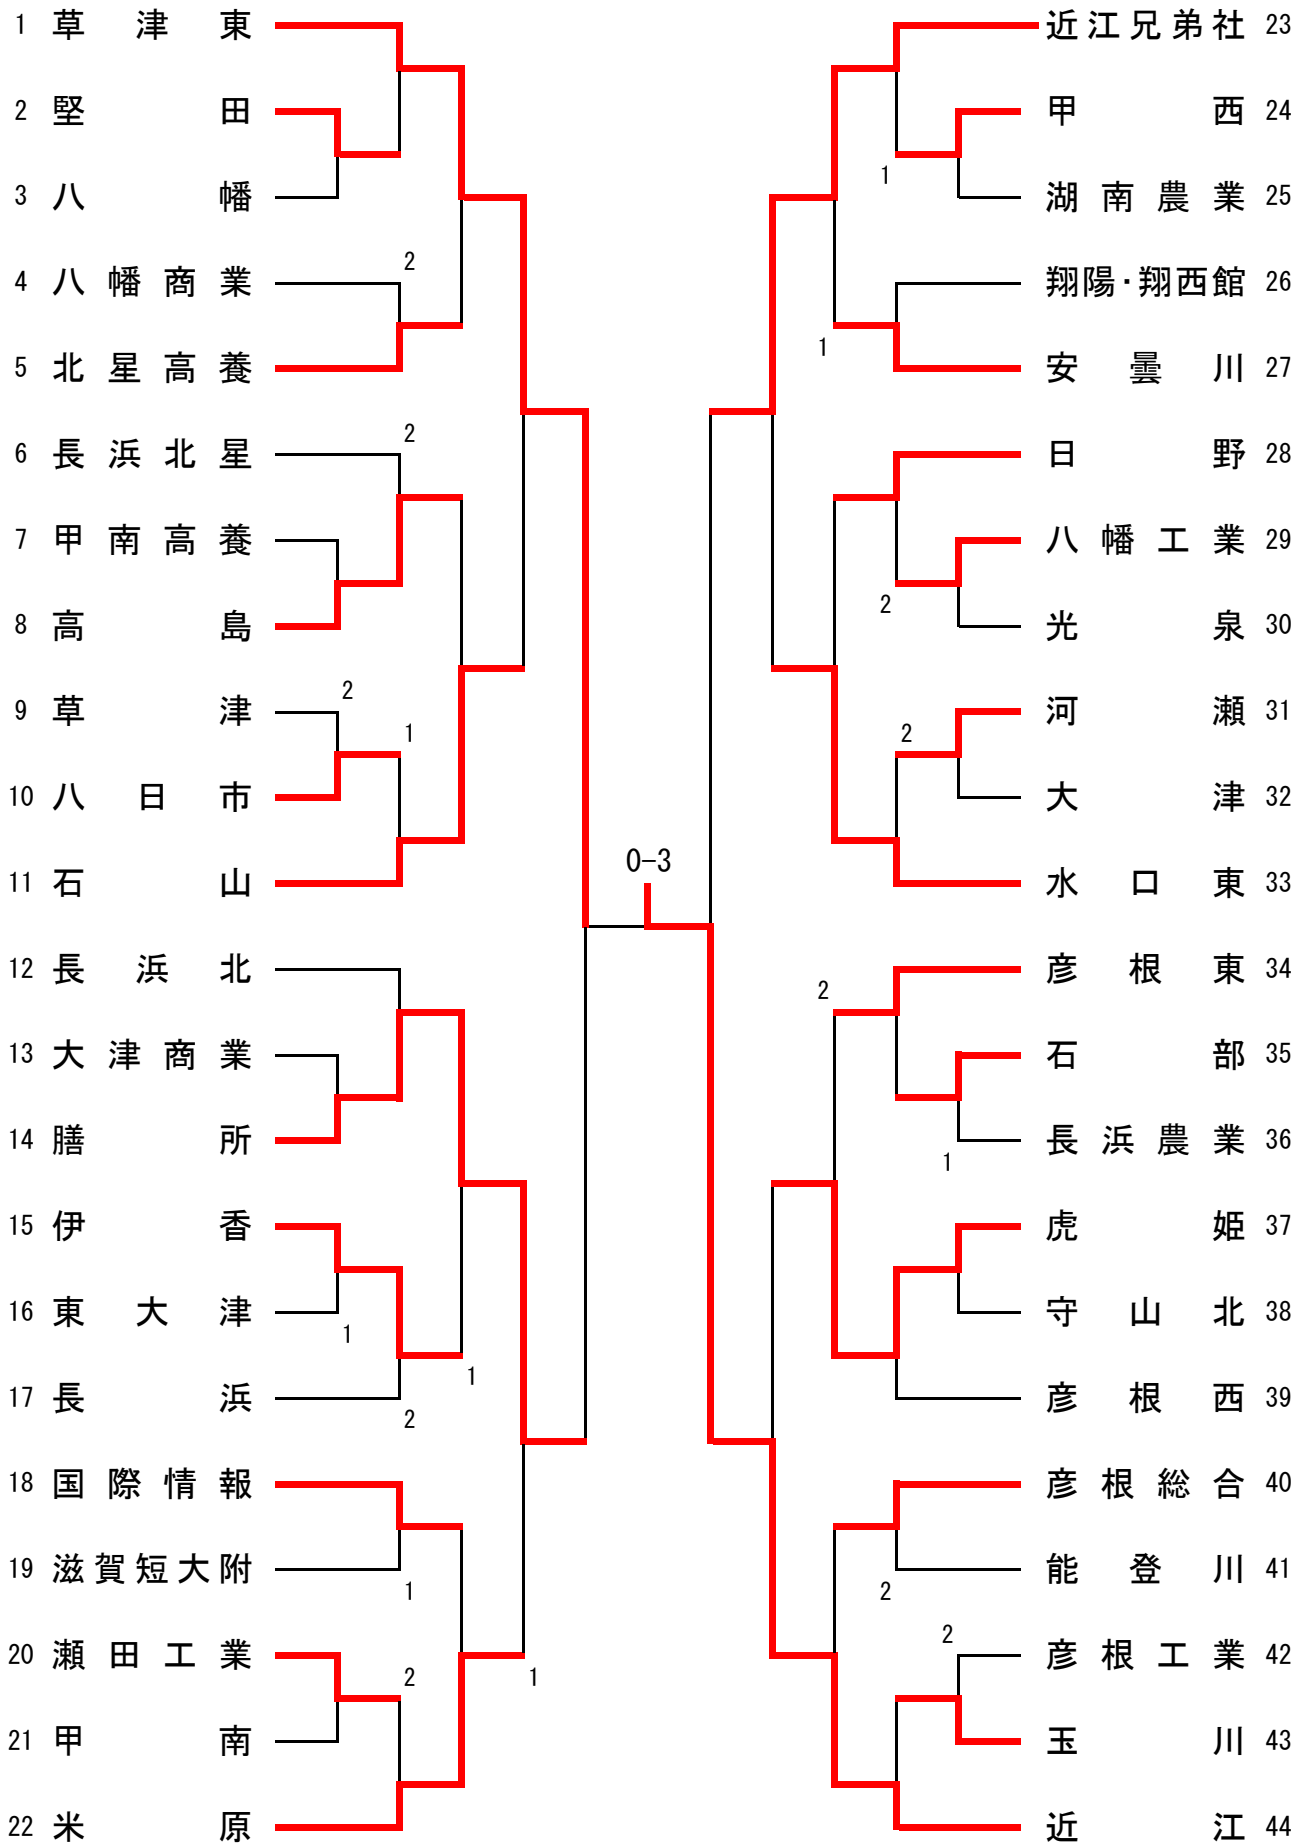 1 草津東
2 堅田
3 八幡
2
4 八幡商業
5 北星高養
2
6 長浜北星
7 甲南高養
8 高島
2
9 草津
1
10 八日市
11 石山
12 長浜北
13 大津商業
14 膳所
15 伊香
16 東大津
1
1
17 長浜
2
18 国際情報
19 滋賀短大附
1
20 瀬田工業
2
1
21 甲南
22 米原
0-3
近江兄弟社 23
甲西 24
1
湖南農業 25
翔陽・翔西館 26
1
安曇川 27
日野 28
八幡工業 29
2
光泉 30
河瀬 31
2
大津 32
水口東 33
彦根東 34
2
石部 35
長浜農業 36
1
虎姫 37
守山北 38
彦根西 39
彦根総合 40
能登川 41
2
2
彦根工業 42
玉川 43
近江 44